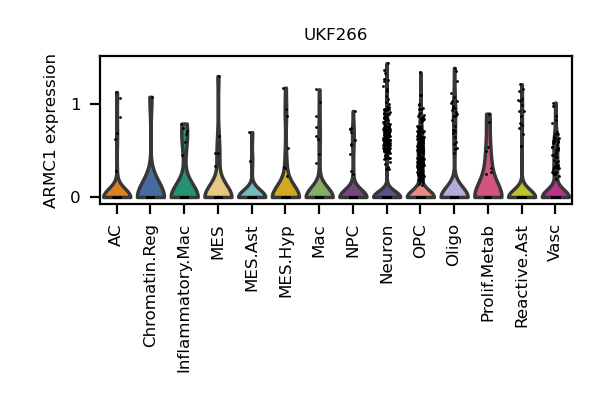 UKF266
ARMC1 expression
1
0
AC
Chromatin.Reg
Inflammatory.Mac
MES
MES.Ast
MES.Hyp
Mac
NPC
Neuron
OPC
Oligo
Prolif.Metab
Reactive.Ast
Vasc